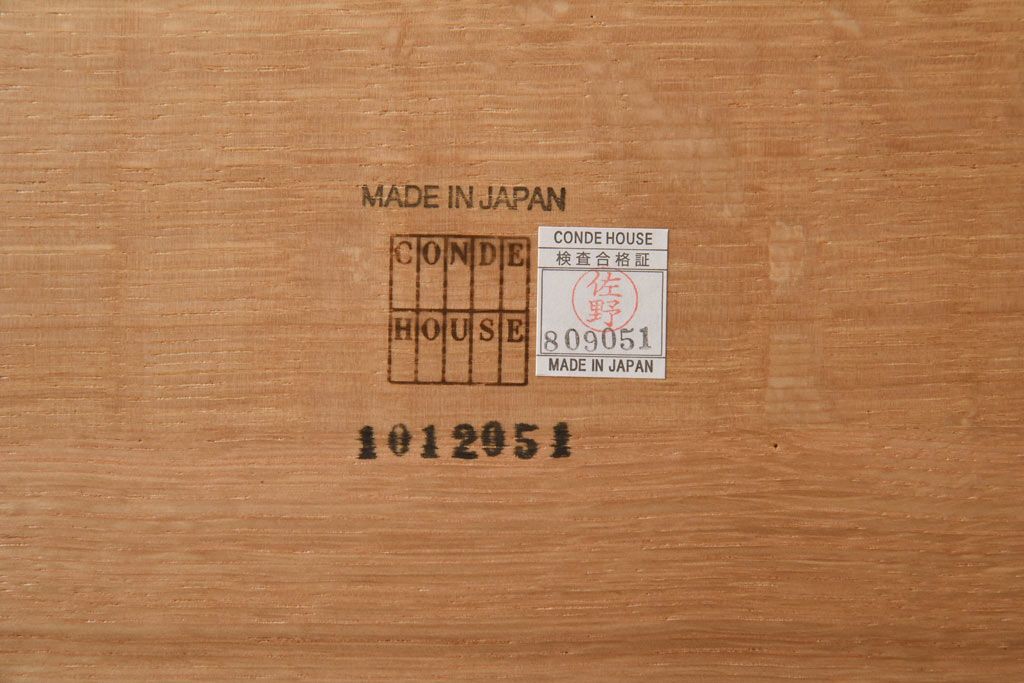 MADE IN JAPAN
CONDE
HOUSE
CONDE HOUSE
検査合格証
佐野
809051
MADE IN JAPAN
1012051